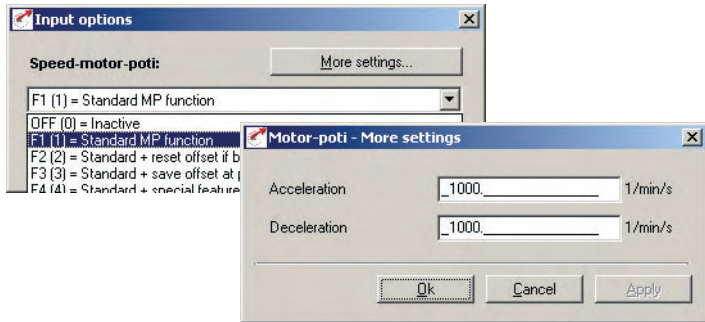 Input options
Speed-motor-poti:
More settings...
F1 (1) = Standard MP function
OFF (0) = Inactive
F1 (1) = Standard MP function
F2 (2) = Standard + reset offset if b
F3 (3) = Standard + save offset at
F4 (4) = Standard + special feature
Motor-poti - More settings
Acceleration _1000.______________ 1/min/s
Deceleration _1000.______________ 1/min/s
Ok Cancel Apply